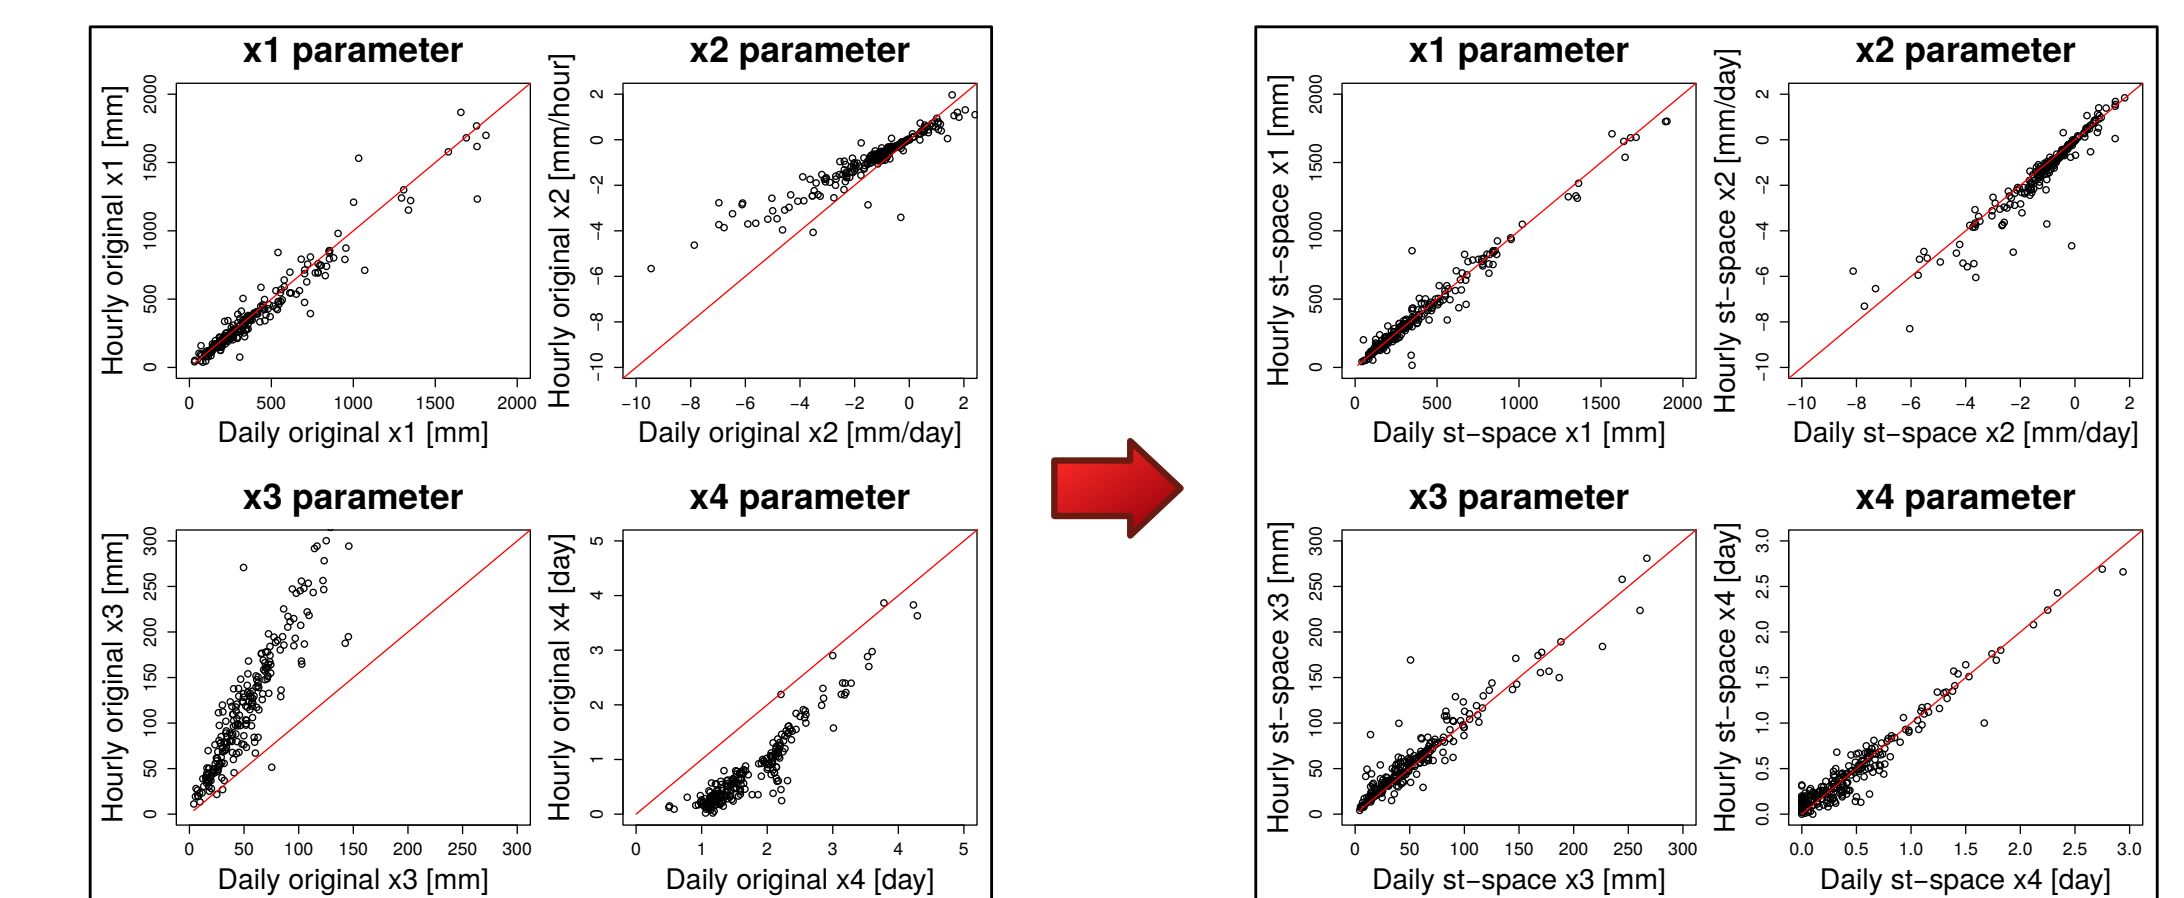 x1 parameter
Hourly original x1 [mm]
2000
1500
1000
500
0
0 500 1000 1500 2000
Daily original x1 [mm]
x2 parameter
Hourly original x2 [mm/hour]
2
0
−2
−4
−6
−8
−10
−10 −8 −6 −4 −2 0 2
Daily original x2 [mm/day]
x3 parameter
Hourly original x3 [mm]
300
250
200
150
100
50
0
0 50 100 150 200 250 300
Daily original x3 [mm]
x4 parameter
Hourly original x4 [day]
5
4
3
2
1
0
0 1 2 3 4 5
Daily original x4 [day]
x1 parameter
Hourly st−space x1 [mm]
2000
1500
1000
500
0
0 500 1000 1500 2000
Daily st−space x1 [mm]
x2 parameter
Hourly st−space x2 [mm/day]
2
0
−2
−4
−6
−8
−10
−10 −8 −6 −4 −2 0 2
Daily st−space x2 [mm/day]
x3 parameter
Hourly st−space x3 [mm]
300
250
200
150
100
50
0
0 50 100 150 200 250 300
Daily st−space x3 [mm]
x4 parameter
Hourly st−space x4 [day]
3.0
2.5
2.0
1.5
1.0
0.5
0.0
0.0 0.5 1.0 1.5 2.0 2.5 3.0
Daily st−space x4 [day]